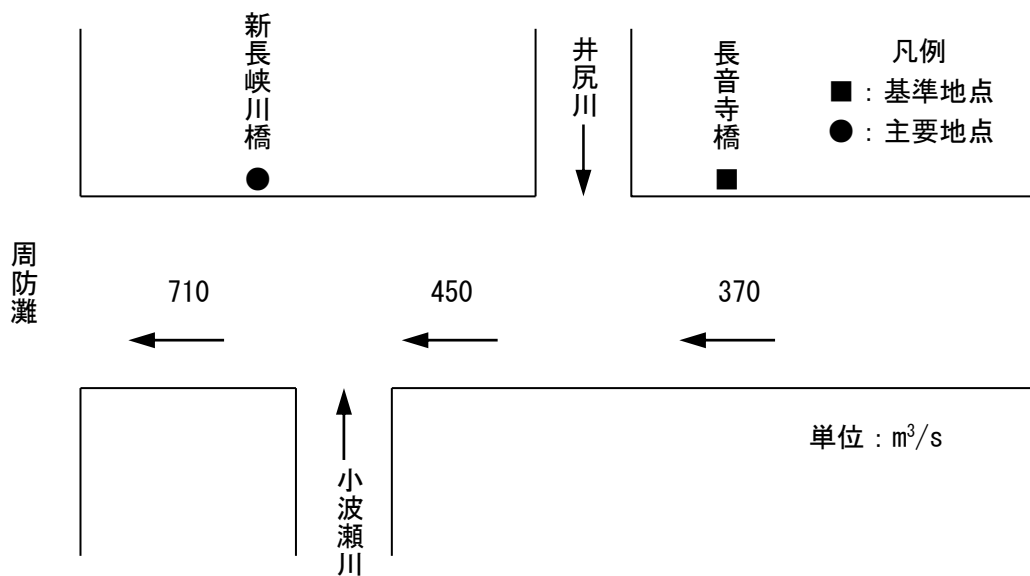 新長峡川橋
井尻川
長音寺橋
凡例
■：基準地点
●：主要地点
周防灘
710
450
370
単位：m³/s
小波瀬川